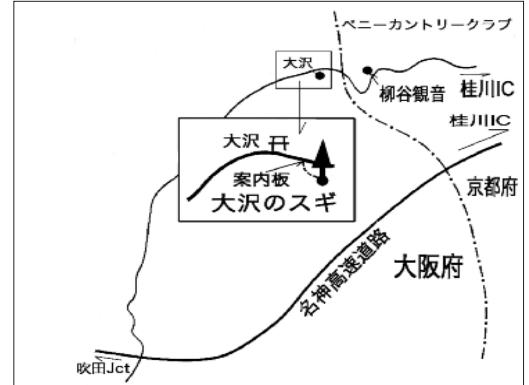 ベニーカントリークラブ
大沢
柳谷観音
桂川IC
桂川IC
大沢
案内板
大沢のスギ
京都府
大阪府
名神高速道路
吹田Jct